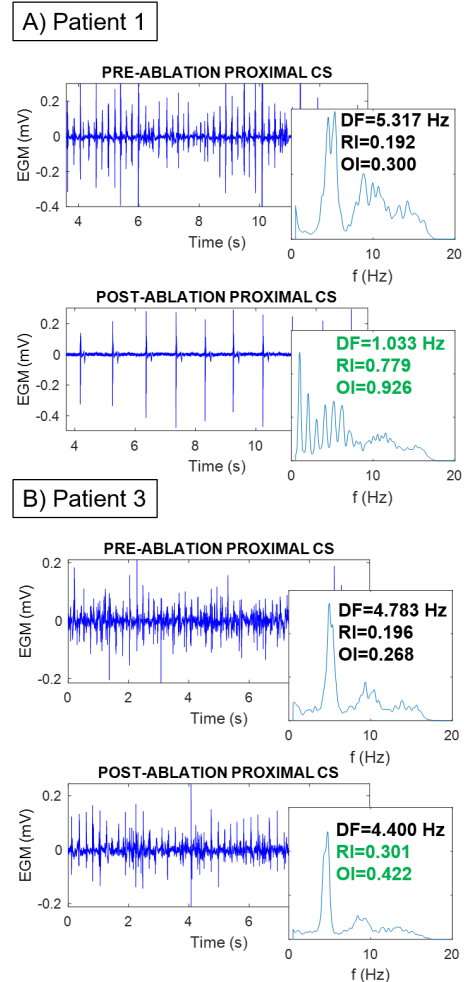 A) Patient 1
PRE-ABLATION PROXIMAL CS
EGM (mV)
0.2
0
-0.2
-0.4
4
6
8
10
Time (s)
DF=5.317 Hz
RI=0.192
OI=0.300
0
10
20
f (Hz)
POST-ABLATION PROXIMAL CS
EGM (mV)
0.2
0
-0.2
-0.4
4
6
8
10
Time (s)
DF=1.033 Hz
RI=0.779
OI=0.926
0
10
20
f (Hz)
B) Patient 3
PRE-ABLATION PROXIMAL CS
EGM (mV)
0.2
0
-0.2
0
2
4
6
Time (s)
DF=4.783 Hz
RI=0.196
OI=0.268
0
10
20
f (Hz)
POST-ABLATION PROXIMAL CS
EGM (mV)
0.2
0
-0.2
0
2
4
6
Time (s)
DF=4.400 Hz
RI=0.301
OI=0.422
0
10
20
f (Hz)